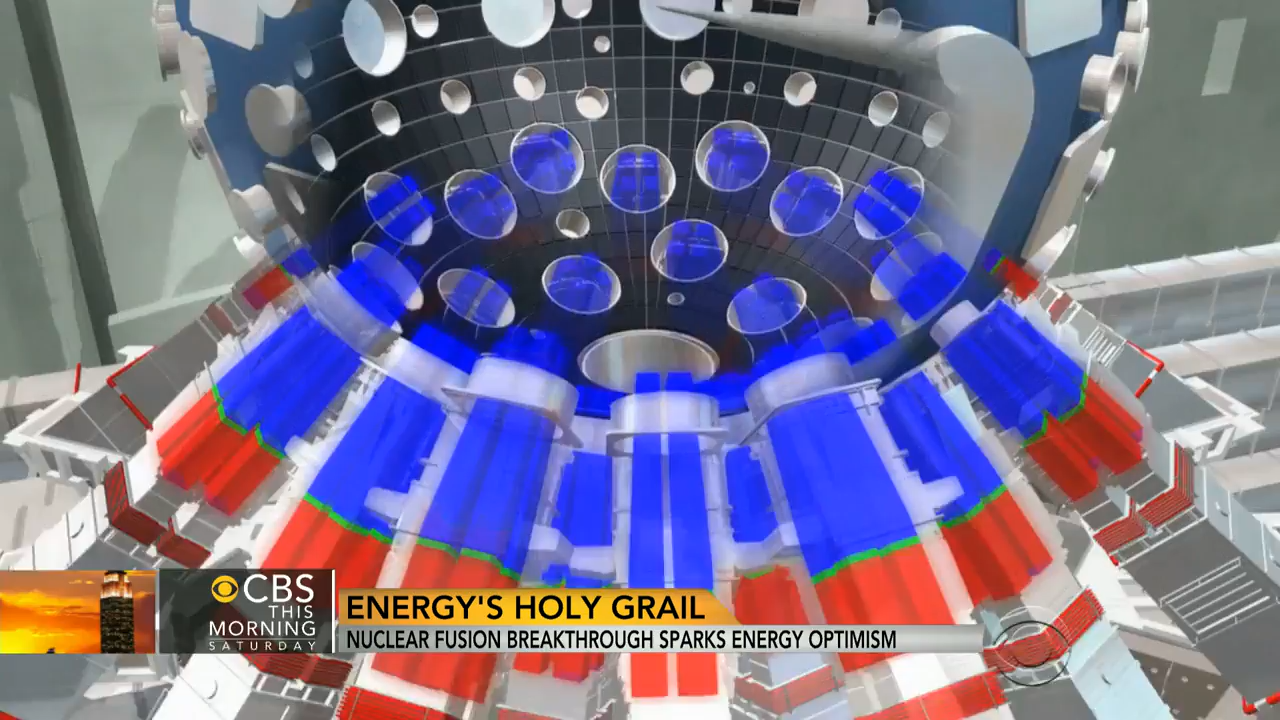 CBS
THIS
MORNING
SATURDAY
ENERGY'S HOLY GRAIL
NUCLEAR FUSION BREAKTHROUGH SPARKS ENERGY OPTIMISM